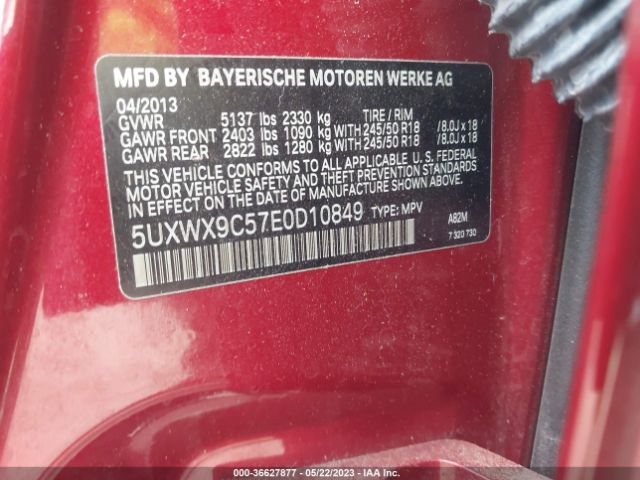 MFD BY BAYERISCHE MOTOREN WERKE AG
04/2013
GVWR 5137 lbs 2330 kg TIRE / RIM
GAWR FRONT 2403 lbs 1090 kg WITH 245/50 R18 / 8.0J x 18
GAWR REAR 2822 lbs 1280 kg WITH 245/50 R18 / 8.0J x 18
THIS VEHICLE CONFORMS TO ALL APPLICABLE U. S. FEDERAL
MOTOR VEHICLE SAFETY AND THEFT PREVENTION STANDARDS
IN EFFECT ON THE DATE OF MANUFACTURE SHOWN ABOVE.
5UXWX9C57E0D10849 TYPE: MPV A82M
7 320 730
000-36627877 - 05/22/2023 - IAA Inc.